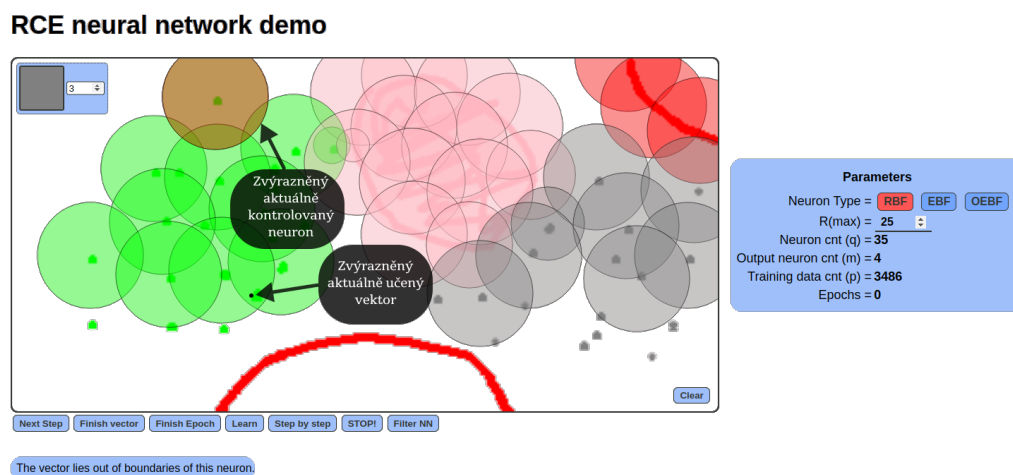 RCE neural network demo
3
Zvýrazněný
aktuálně
kontrolovaný
neuron
Zvýrazněný
aktuálně učený
vektor
Clear
Parameters
Neuron Type = RBF EBF OEBF
R(max) = 25
Neuron cnt (q) = 35
Output neuron cnt (m) = 4
Training data cnt (p) = 3486
Epochs = 0
Next Step Finish vector Finish Epoch Learn Step by step STOP! Filter NN
The vector lies out of boundaries of this neuron.